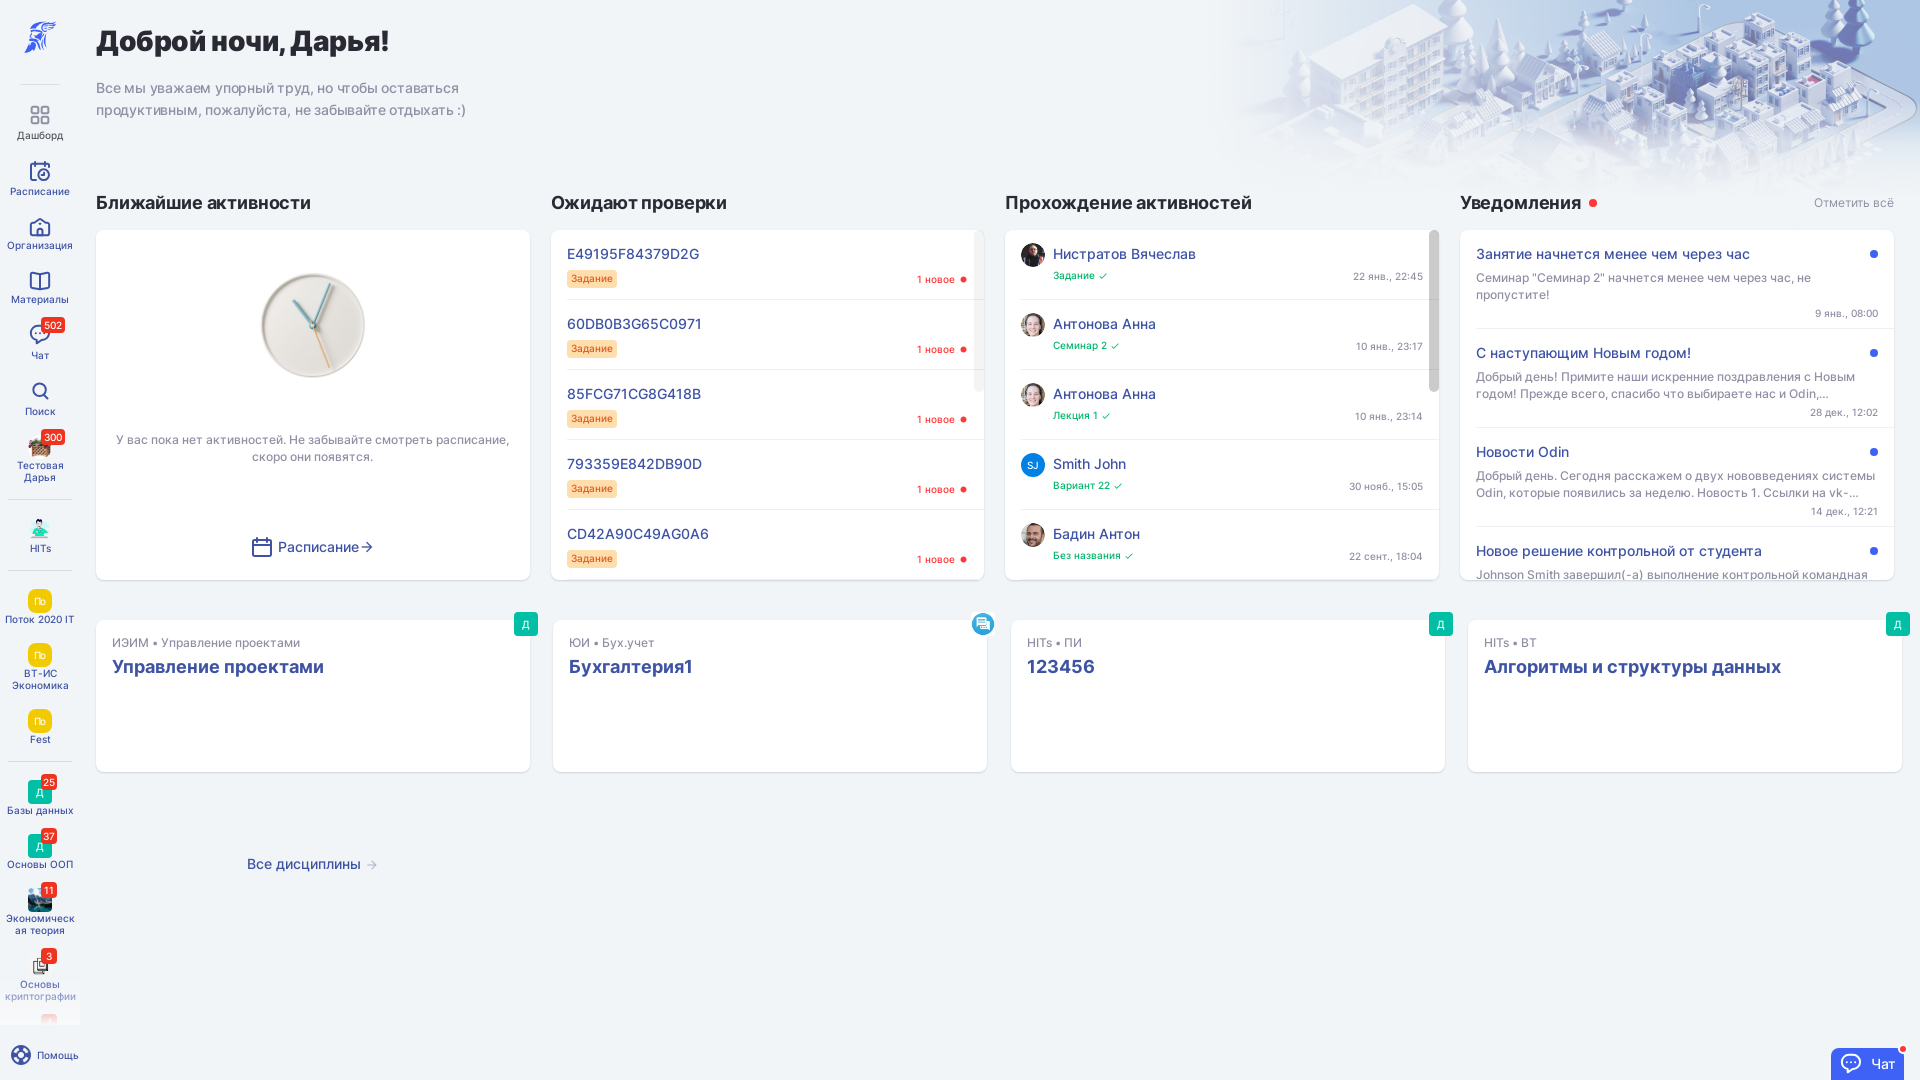 Доброй ночи, Дарья!
Все мы уважаем упорный труд, но чтобы оставаться
продуктивным, пожалуйста, не забывайте отдыхать :)
Дашборд
Расписание
Организация
Материалы
502
Чат
Поиск
300
Тестовая
Дарья
HITs
По
Поток 2020 IT
По
ВТ-ИС
Экономика
По
Fest
25
Д
Базы данных
37
Д
Основы ООП
11
Экономическ
ая теория
3
Основы
криптографии
Помощь
Ближайшие активности
У вас пока нет активностей. Не забывайте смотреть расписание,
скоро они появятся.
Расписание
Ожидают проверки
E49195F84379D2G
Задание
1 новое
60DB0B3G65C0971
Задание
1 новое
85FCG71CG8G418B
Задание
1 новое
793359E842DB90D
Задание
1 новое
CD42A90C49AG0A6
Задание
1 новое
Прохождение активностей
Нистратов Вячеслав
Задание
22 янв., 22:45
Антонова Анна
Семинар 2
10 янв., 23:17
Антонова Анна
Лекция 1
10 янв., 23:14
SJ
Smith John
Вариант 22
30 нояб., 15:05
Бадин Антон
Без названия
22 сент., 18:04
Уведомления
Отметить всё
Занятие начнется менее чем через час
Семинар "Семинар 2" начнется менее чем через час, не
пропустите!
9 янв., 08:00
С наступающим Новым годом!
Добрый день! Примите наши искренние поздравления с Новым
годом! Прежде всего, спасибо что выбираете нас и Odin,...
28 дек., 12:02
Новости Odin
Добрый день. Сегодня расскажем о двух нововведениях системы
Odin, которые появились за неделю. Новость 1. Ссылки на vk-...
14 дек., 12:21
Новое решение контрольной от студента
Johnson Smith завершил(-а) выполнение контрольной командная
ИЭИМ • Управление проектами
Управление проектами
Д
ЮИ • Бух.учет
Бухгалтерия1
HITs • ПИ
123456
Д
HITs • ВТ
Алгоритмы и структуры данных
Д
Все дисциплины
Чат